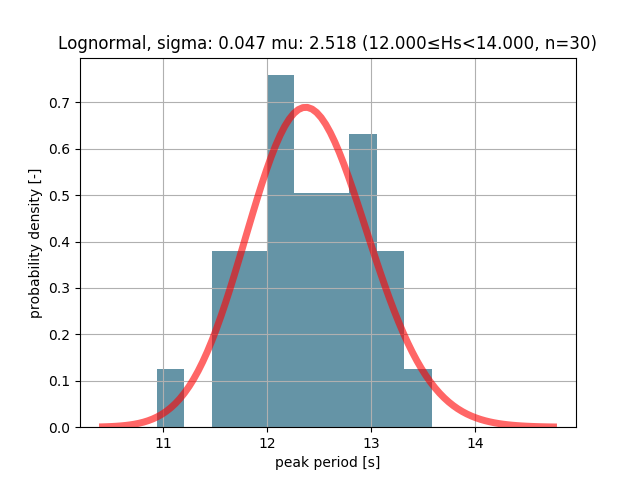 Lognormal, sigma: 0.047 mu: 2.518 (12.000≤Hs<14.000, n=30)
probability density [-]
0.7
0.6
0.5
0.4
0.3
0.2
0.1
0.0
11 12 13 14
peak period [s]